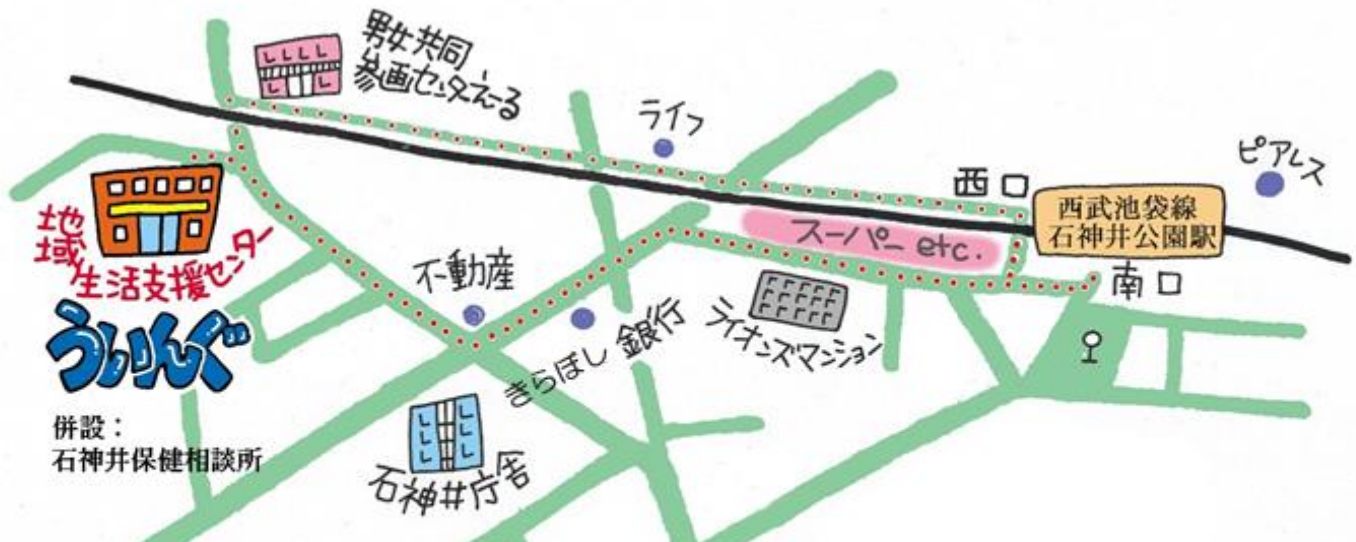 男女共同
参画センターえーる
ライフ
ピアレス
西口
西武池袋線
石神井公園駅
スーパー etc.
南口
地域
生活支援センター
ういんぐ
不動産
きらぼし銀行
ライオンズマンション
併設：
石神井保健相談所
石神井庁舎